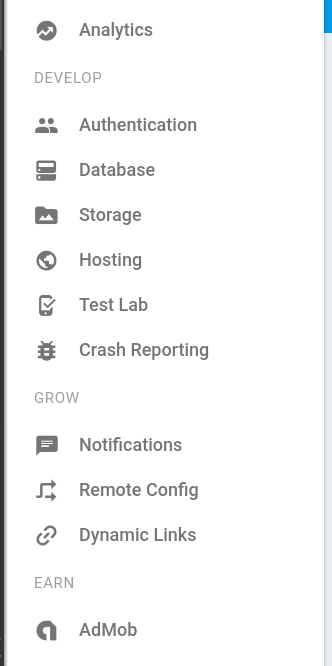 Analytics
DEVELOP
Authentication
Database
Storage
Hosting
Test Lab
Crash Reporting
GROW
Notifications
Remote Config
Dynamic Links
EARN
AdMob